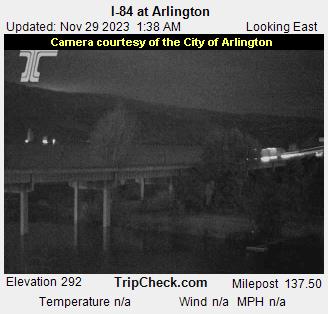 I-84 at Arlington
Updated: Nov 29 2023 1:38 AM Looking East
Camera courtesy of the City of Arlington
Elevation 292 TripCheck.com Milepost 137.50
Temperature n/a Wind n/a MPH n/a